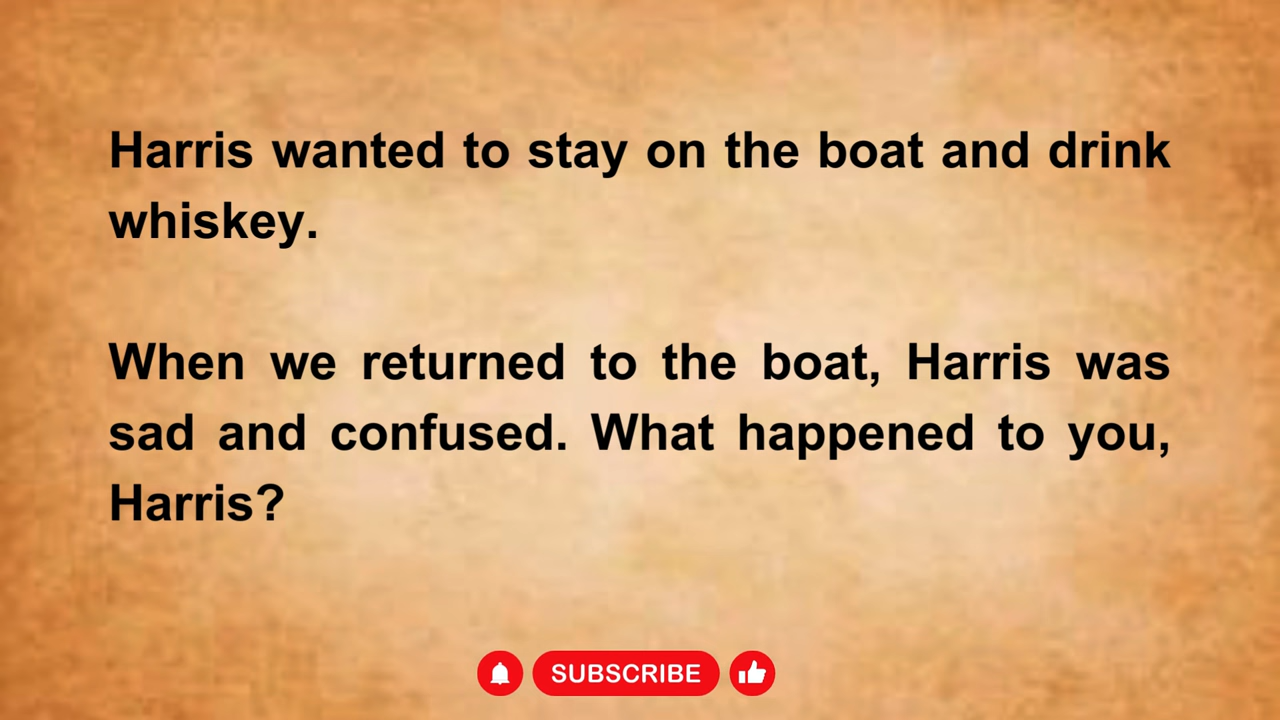 Harris wanted to stay on the boat and drink
whiskey.
When we returned to the boat, Harris was
sad and confused. What happened to you,
Harris?
SUBSCRIBE